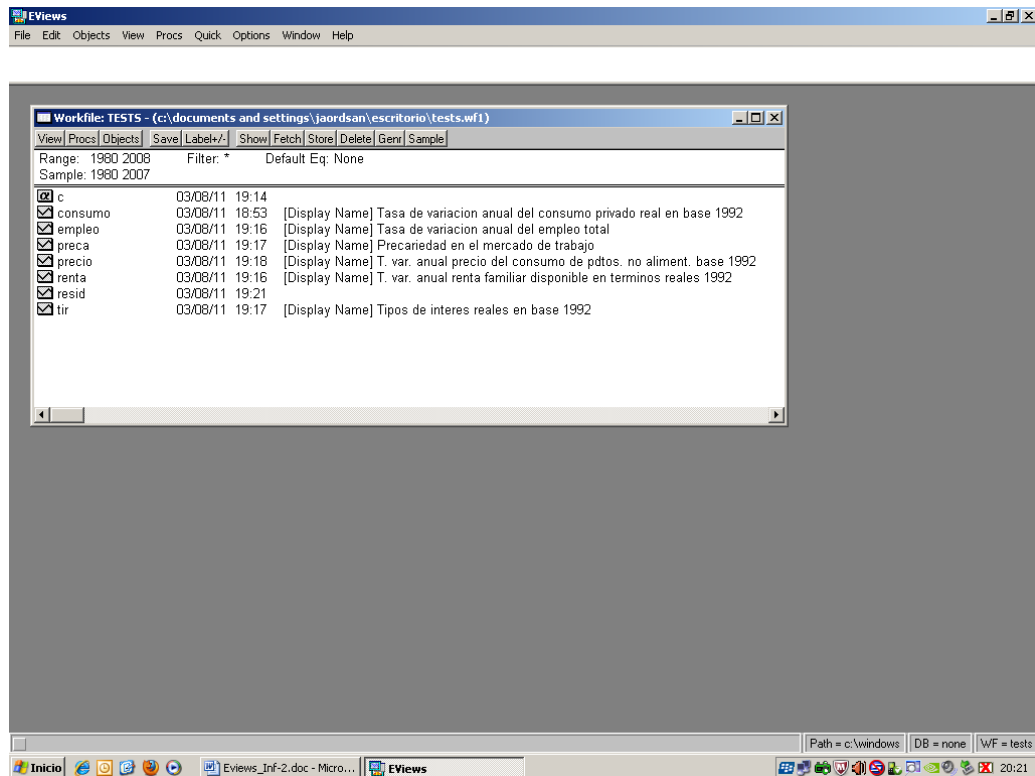 EViews
File Edit Objects View Procs Quick Options Window Help
Workfile: TESTS - (c:\documents and settings\jaordsan\escritorio\tests.wf1)
View Procs Objects Save Label+/- Show Fetch Store Delete Genr Sample
Range: 1980 2008 Filter: * Default Eq: None
Sample: 1980 2007
c 03/08/11 19:14
consumo 03/08/11 18:53 [Display Name] Tasa de variacion anual del consumo privado real en base 1992
empleo 03/08/11 19:16 [Display Name] Tasa de variacion anual del empleo total
preca 03/08/11 19:17 [Display Name] Precariedad en el mercado de trabajo
precio 03/08/11 19:18 [Display Name] T. var. anual precio del consumo de pdtos. no aliment. base 1992
renta 03/08/11 19:16 [Display Name] T. var. anual renta familiar disponible en terminos reales 1992
resid 03/08/11 19:21
tir 03/08/11 19:17 [Display Name] Tipos de interes reales en base 1992
Path = c:\windows DB = none WF = tests
Inicio Eviews_Inf-2.doc - Micro... EViews 20:21